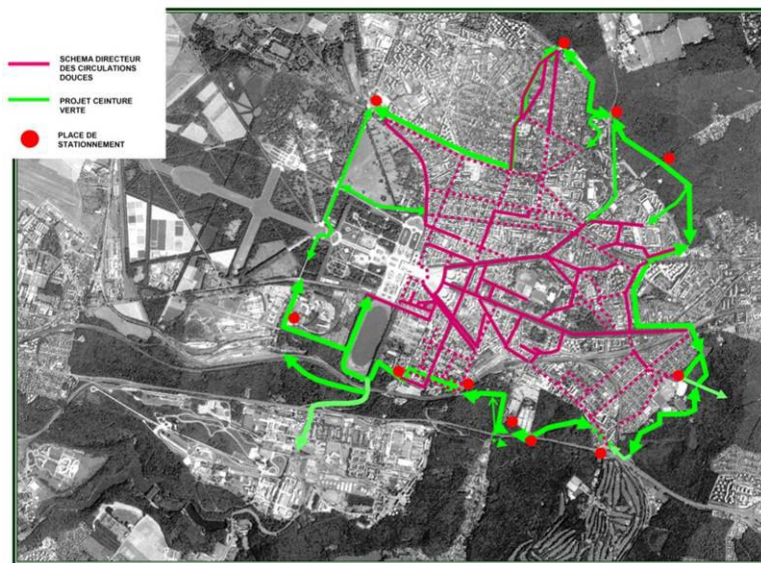 SCHEMA DIRECTEUR
DES CIRCULATIONS
DOUCES
PROJET CEINTURE
VERTE
PLACE DE
STATIONNEMENT